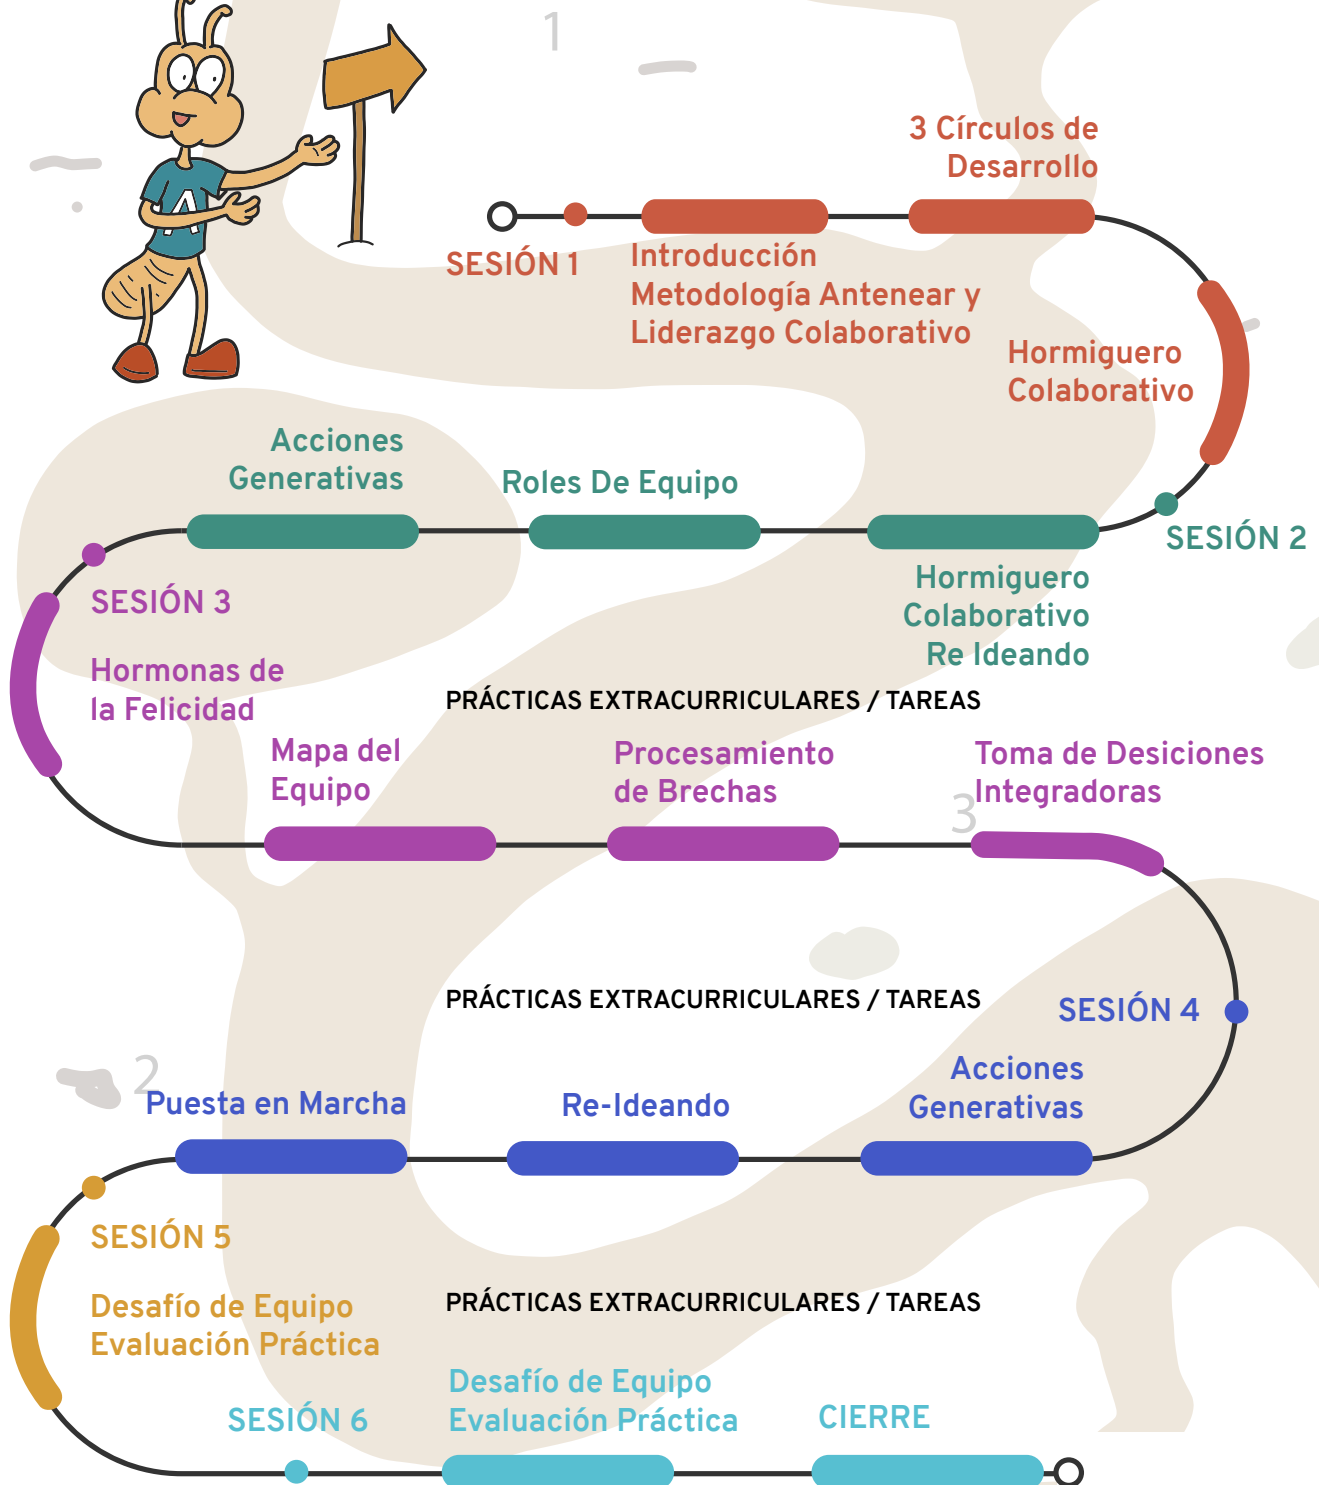 1
3 Círculos de
Desarrollo
SESIÓN 1
Introducción
Metodología Antenear y
Liderazgo Colaborativo
A
Hormiguero
Colaborativo
SESIÓN 2
Hormiguero
Colaborativo
Re Ideando
Roles De Equipo
Acciones
Generativas
SESIÓN 3
Hormonas de
la Felicidad
PRÁCTICAS EXTRACURRICULARES / TAREAS
Mapa del
Equipo
Procesamiento
de Brechas
Toma de Desiciones
Integradoras
3
PRÁCTICAS EXTRACURRICULARES / TAREAS
SESIÓN 4
Acciones
Generativas
Re-Ideando
2
Puesta en Marcha
SESIÓN 5
Desafío de Equipo
Evaluación Práctica
PRÁCTICAS EXTRACURRICULARES / TAREAS
SESIÓN 6
Desafío de Equipo
Evaluación Práctica
CIERRE